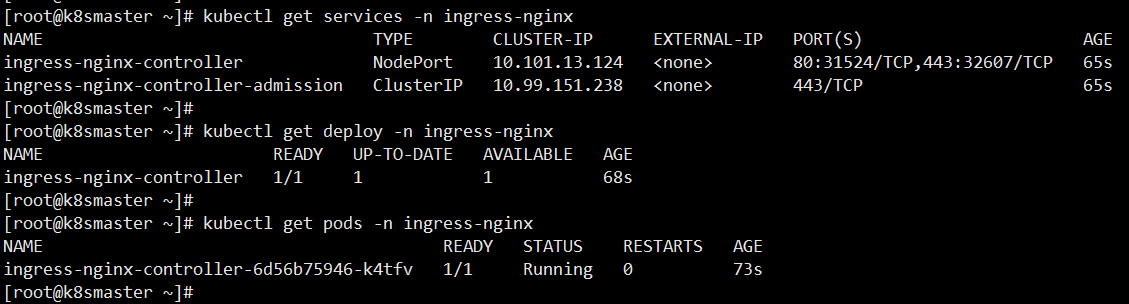 [root@k8smaster ~]# kubectl get services -n ingress-nginx
NAME                                 TYPE        CLUSTER-IP      EXTERNAL-IP   PORT(S)                      AGE
ingress-nginx-controller             NodePort    10.101.13.124   <none>        80:31524/TCP,443:32607/TCP   65s
ingress-nginx-controller-admission   ClusterIP   10.99.151.238   <none>        443/TCP                      65s
[root@k8smaster ~]#
[root@k8smaster ~]# kubectl get deploy -n ingress-nginx
NAME                       READY   UP-TO-DATE   AVAILABLE   AGE
ingress-nginx-controller   1/1     1            1           68s
[root@k8smaster ~]#
[root@k8smaster ~]# kubectl get pods -n ingress-nginx
NAME                                       READY   STATUS    RESTARTS   AGE
ingress-nginx-controller-6d56b75946-k4tfv   1/1     Running   0          73s
[root@k8smaster ~]#